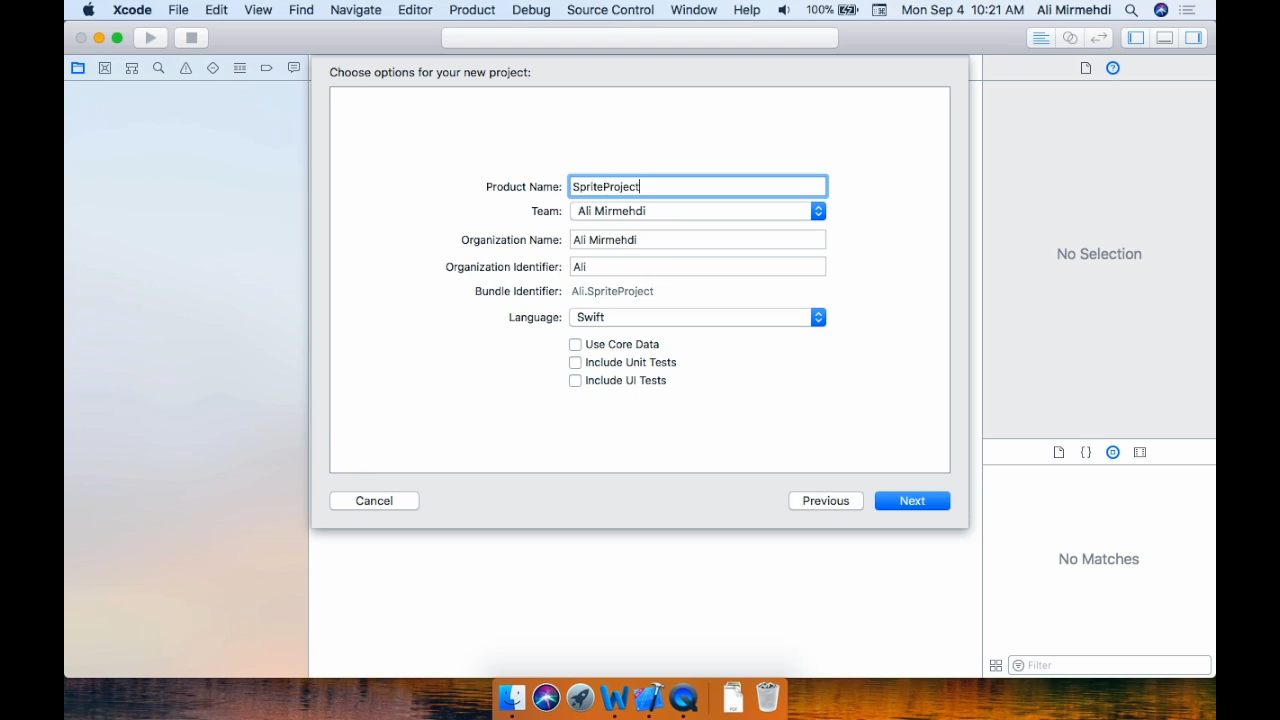 Xcode File Edit View Find Navigate Editor Product Debug Source Control Window Help 100% Mon Sep 4 10:21 AM Ali Mirmehdi
Choose options for your new project:
Product Name: SpriteProject
Team: Ali Mirmehdi
Organization Name: Ali Mirmehdi
Organization Identifier: Ali
Bundle Identifier: Ali.SpriteProject
Language: Swift
Use Core Data
Include Unit Tests
Include UI Tests
Cancel Previous Next
No Selection
No Matches
Filter